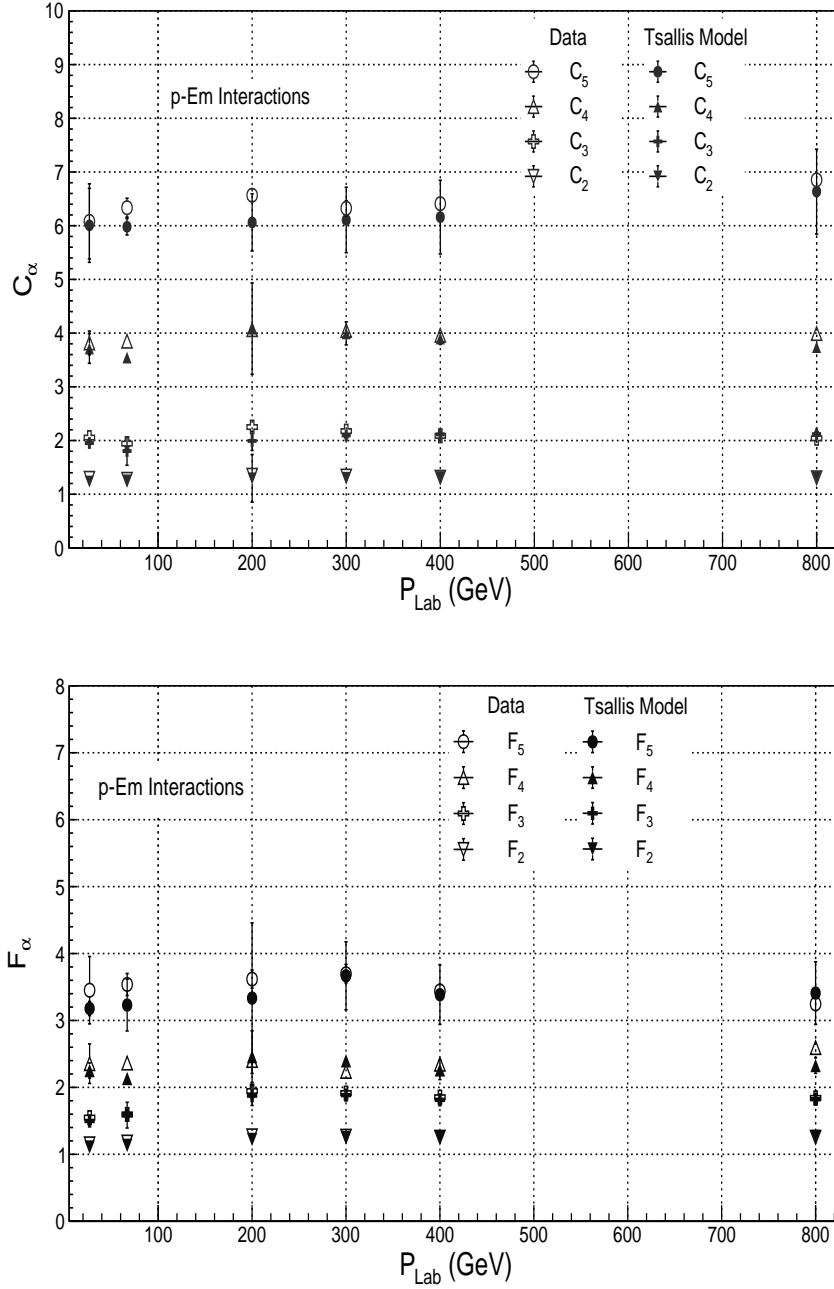 Data Tsallis Model
p-Em Interactions
C5 C5
C4 C4
C3 C3
C2 C2
10
9
8
7
6
5
4
3
2
1
0
Cα
100 200 300 400 500 600 700 800
PLab (GeV)
Data Tsallis Model
F5 F5
F4 F4
p-Em Interactions
F3 F3
F2 F2
8
7
6
5
4
3
2
1
0
Fα
100 200 300 400 500 600 700 800
PLab (GeV)